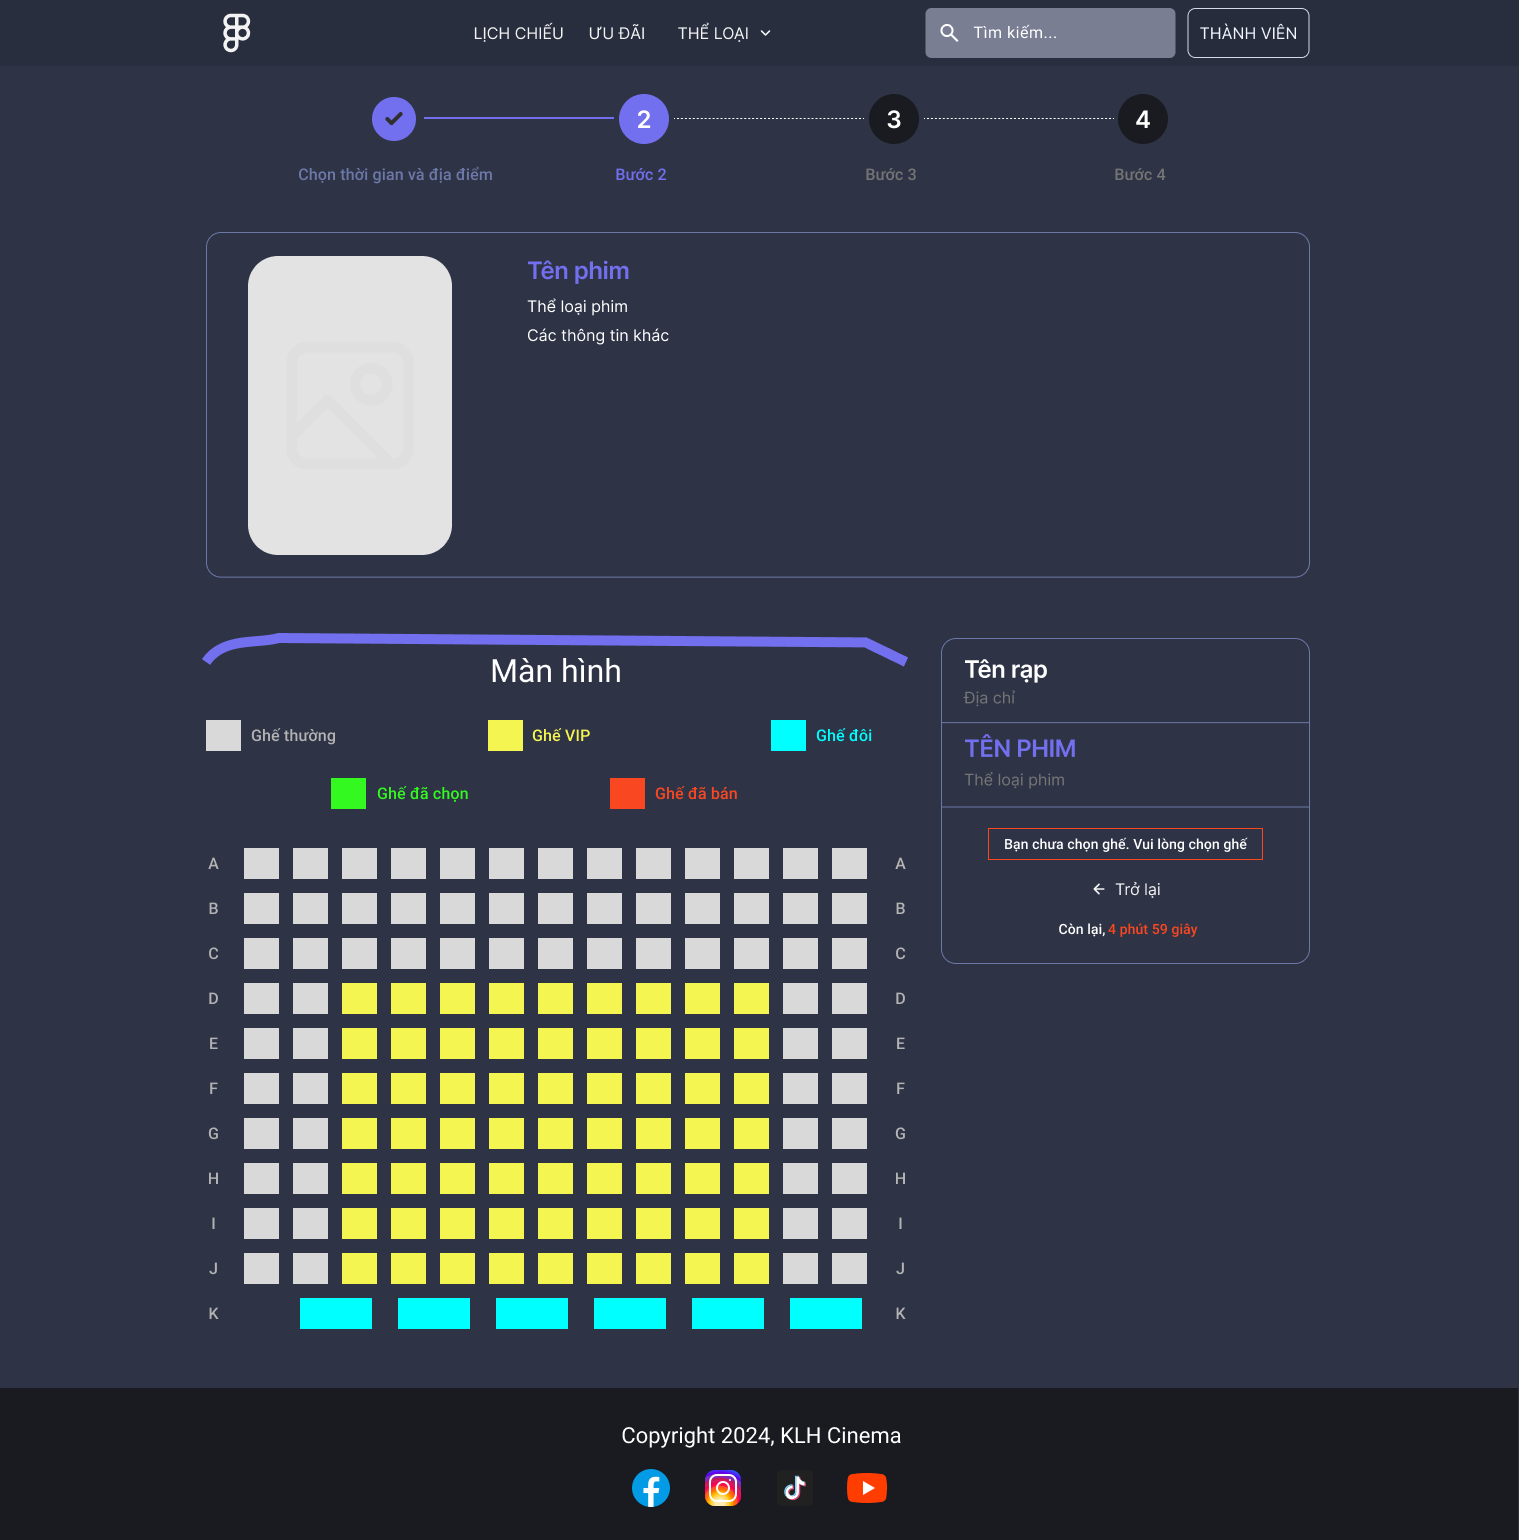 LỊCH CHIẾU ƯU ĐÃI THỂ LOẠI Tìm kiếm... THÀNH VIÊN
2 3 4
Chọn thời gian và địa điểm Bước 2 Bước 3 Bước 4
Tên phim
Thể loại phim
Các thông tin khác
Màn hình
Ghế thường Ghế VIP Ghế đôi
Ghế đã chọn Ghế đã bán
A A
B B
C C
D D
E E
F F
G G
H H
I I
J J
K K
Tên rạp
Địa chỉ
TÊN PHIM
Thể loại phim
Bạn chưa chọn ghế. Vui lòng chọn ghế
Trở lại
Còn lại, 4 phút 59 giây
Copyright 2024, KLH Cinema